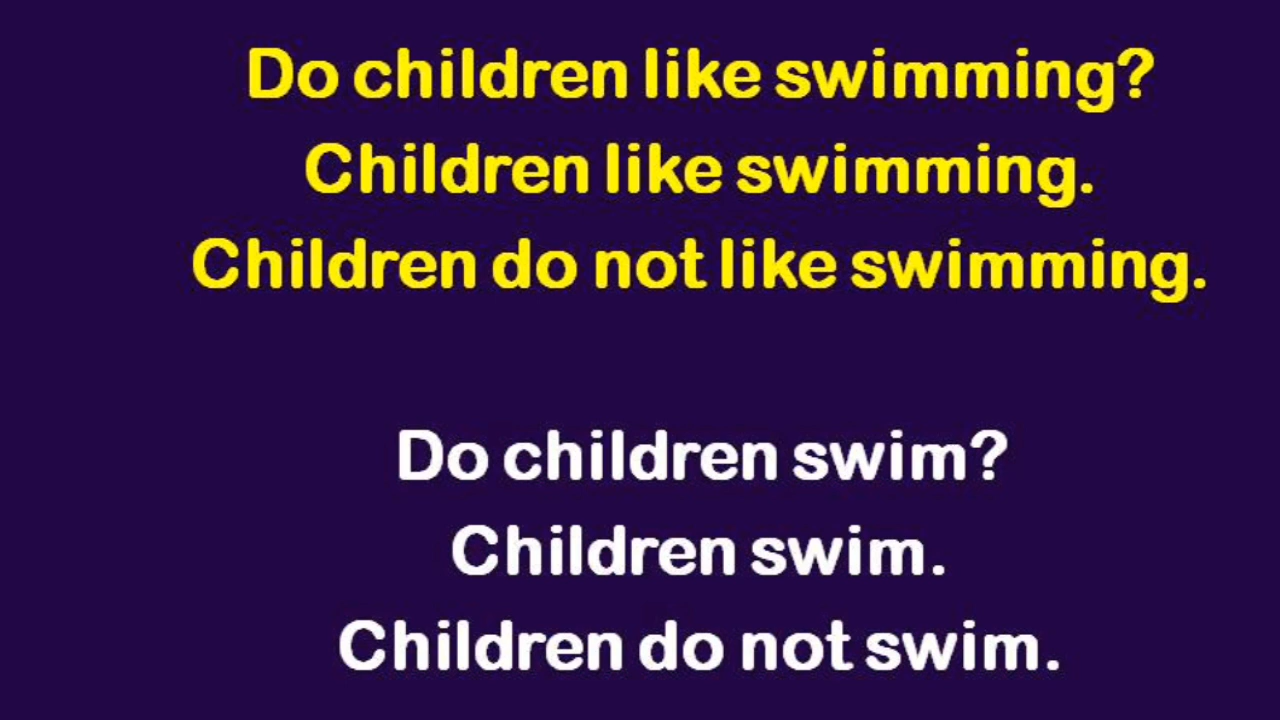 Do children like swimming?
Children like swimming.
Children do not like swimming.
Do children swim?
Children swim.
Children do not swim.